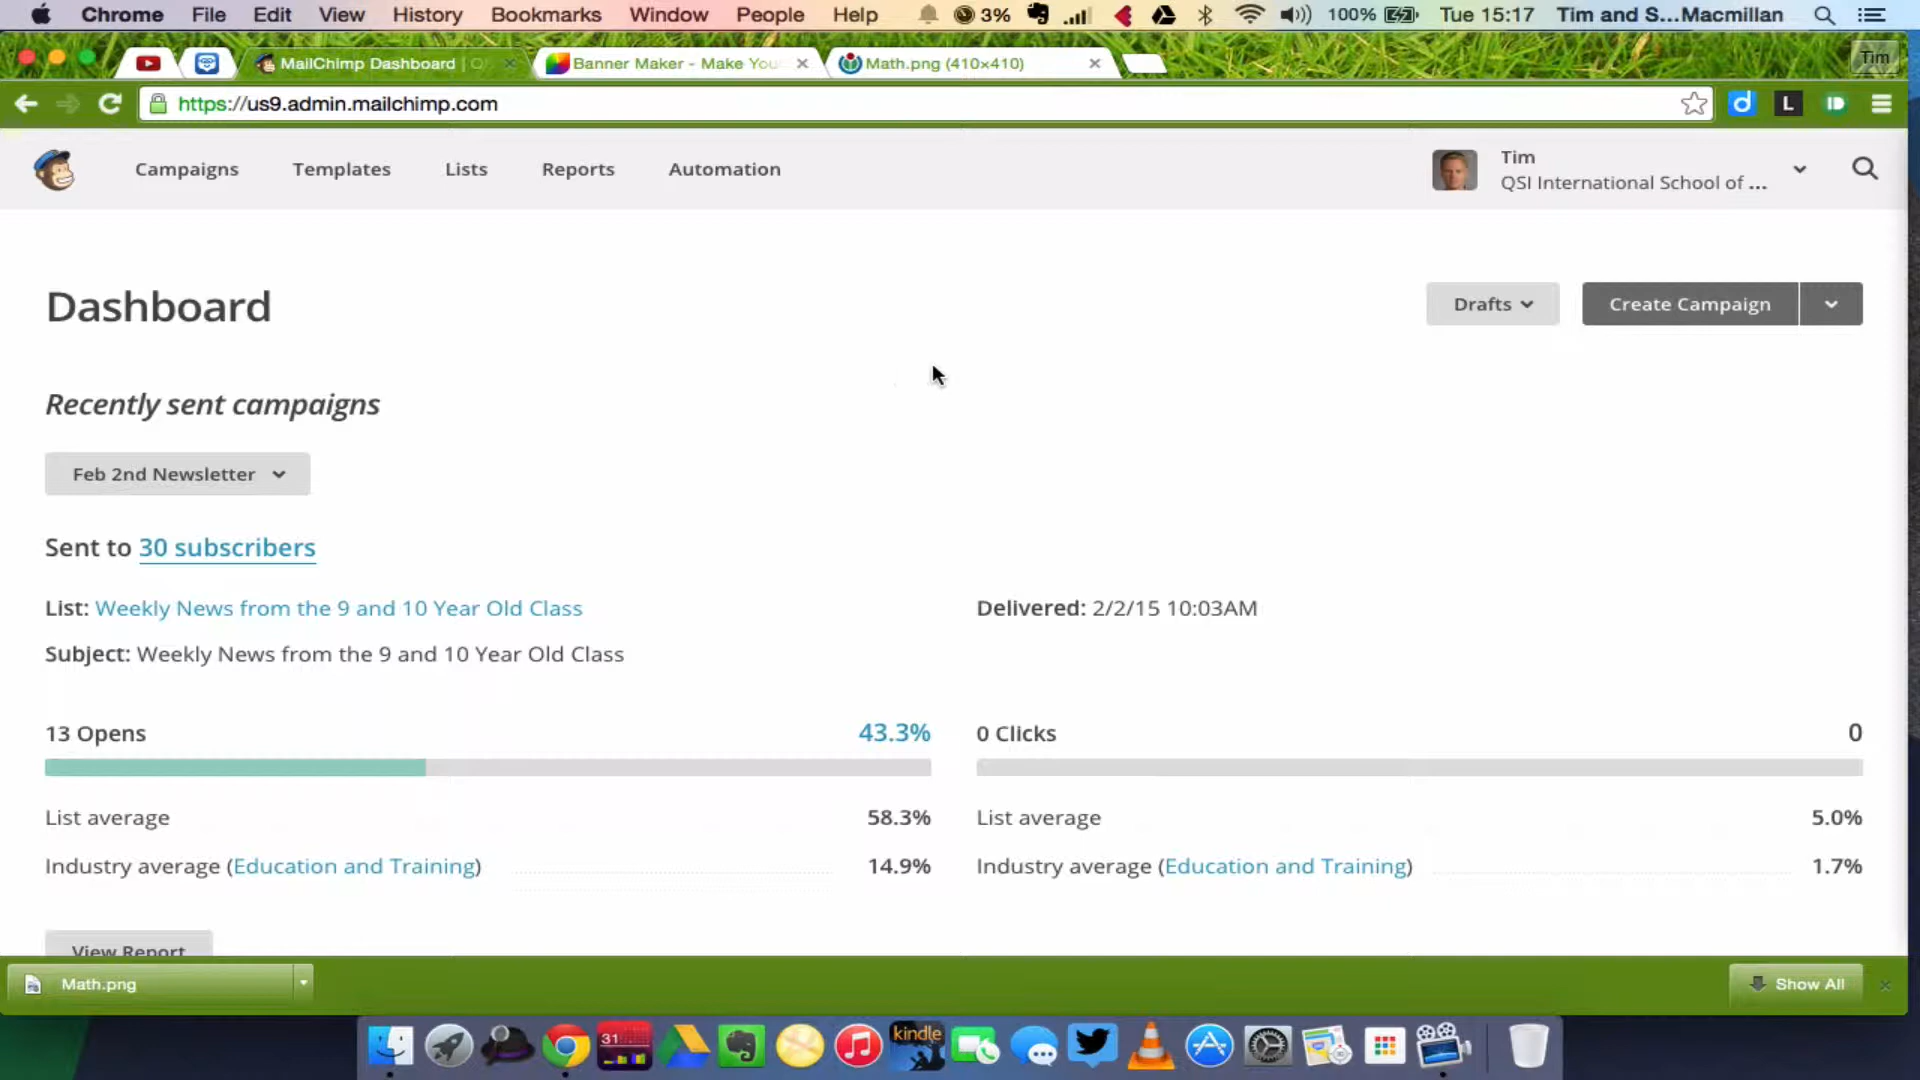 Chrome File Edit View History Bookmarks Window People Help 3% 100% Tue 15:17 Tim and S...Macmillan
MailChimp Dashboard | Q
Banner Maker - Make You
Math.png (410×410)
Tim
https://us9.admin.mailchimp.com
d
L
Campaigns
Templates
Lists
Reports
Automation
Tim
QSI International School of ...
Dashboard
Drafts
Create Campaign
Recently sent campaigns
Feb 2nd Newsletter
Sent to 30 subscribers
List: Weekly News from the 9 and 10 Year Old Class
Delivered: 2/2/15 10:03AM
Subject: Weekly News from the 9 and 10 Year Old Class
13 Opens 43.3%
0 Clicks 0
List average 58.3%
List average 5.0%
Industry average (Education and Training) 14.9%
Industry average (Education and Training) 1.7%
View Report
Math.png
Show All
31
kindle